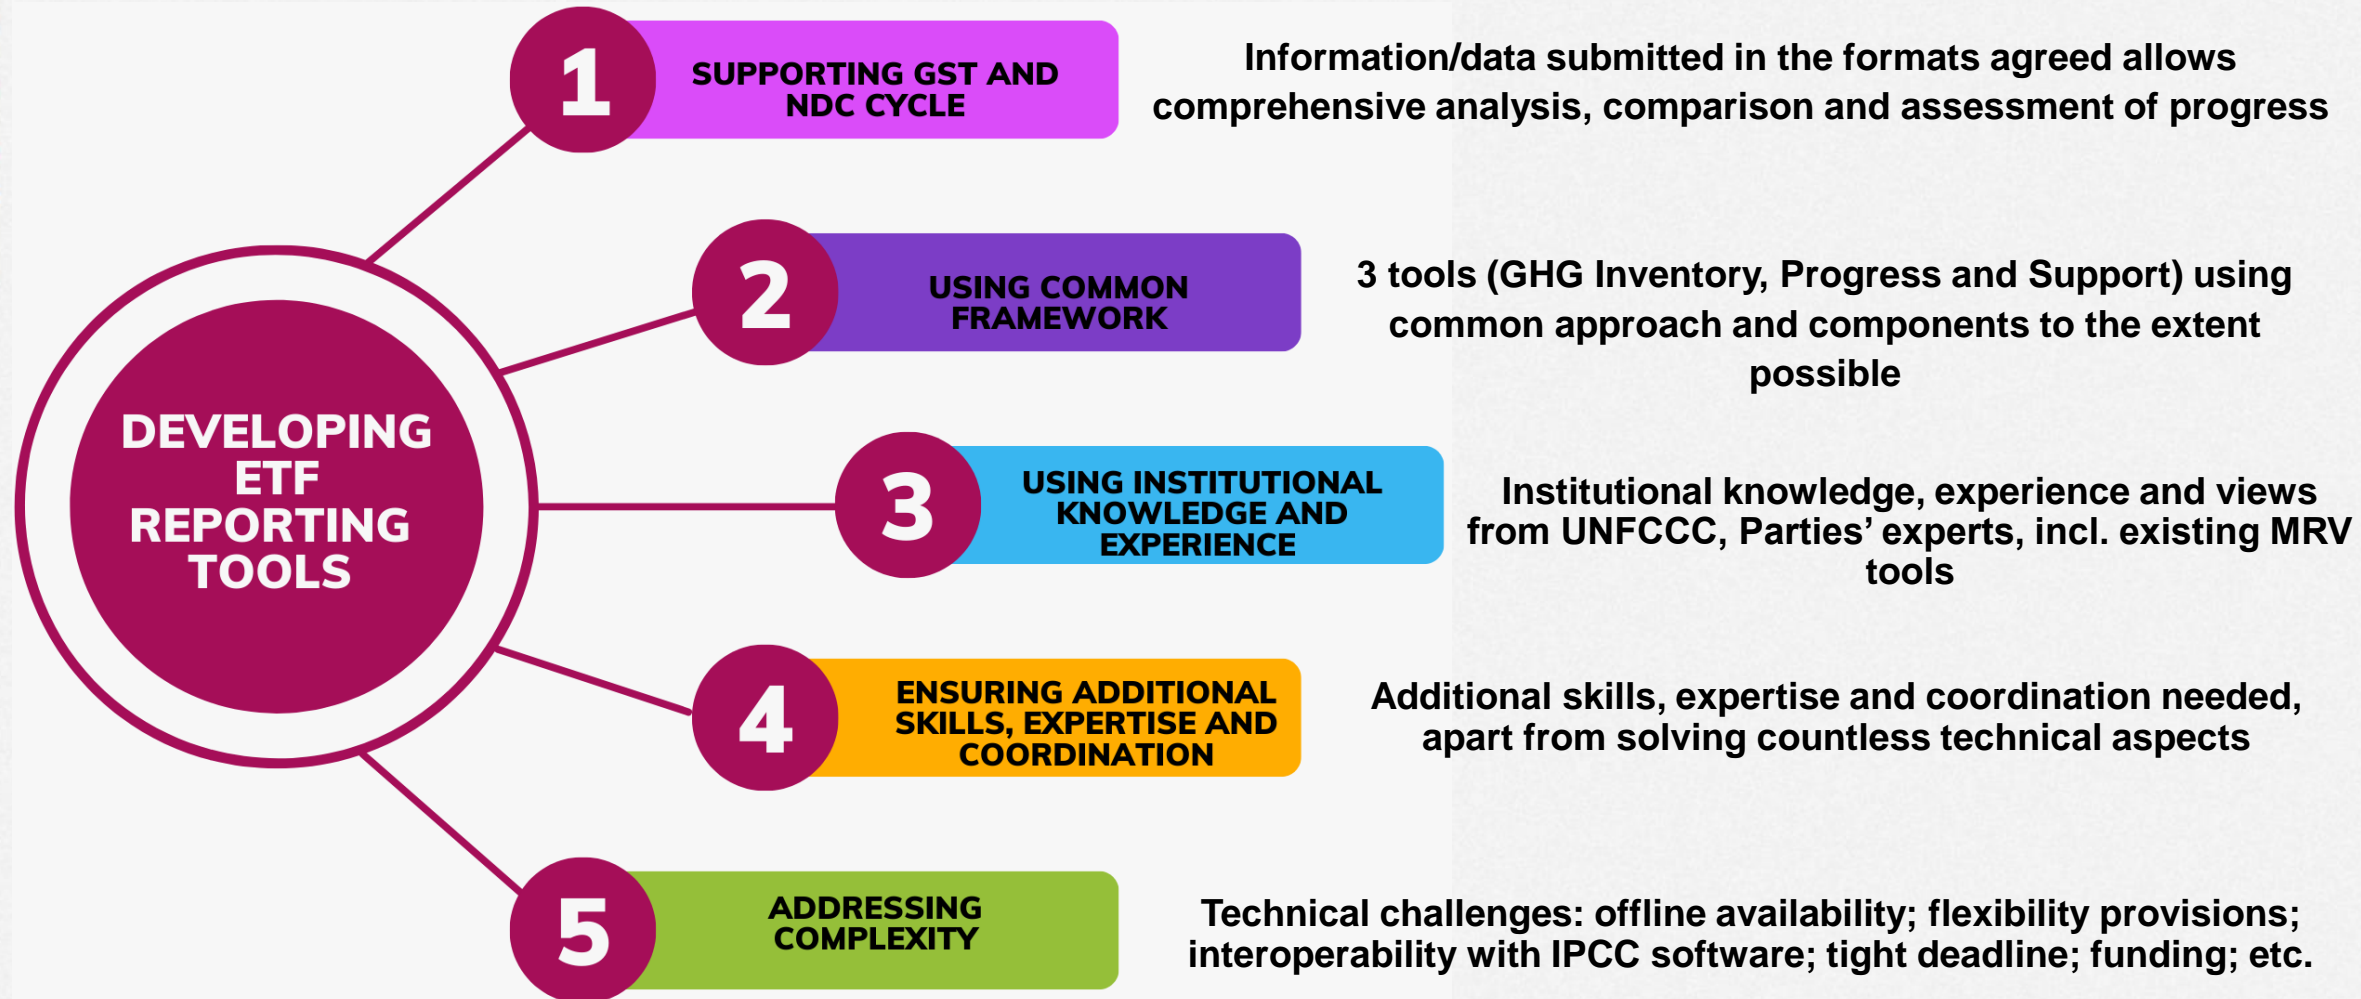 1
SUPPORTING GST AND
NDC CYCLE
Information/data submitted in the formats agreed allows
comprehensive analysis, comparison and assessment of progress
2
USING COMMON
FRAMEWORK
3 tools (GHG Inventory, Progress and Support) using
common approach and components to the extent
possible
DEVELOPING
ETF
REPORTING
TOOLS
3
USING INSTITUTIONAL
KNOWLEDGE AND
EXPERIENCE
Institutional knowledge, experience and views
from UNFCCC, Parties’ experts, incl. existing MRV
tools
4
ENSURING ADDITIONAL
SKILLS, EXPERTISE AND
COORDINATION
Additional skills, expertise and coordination needed,
apart from solving countless technical aspects
5
ADDRESSING
COMPLEXITY
Technical challenges: offline availability; flexibility provisions;
interoperability with IPCC software; tight deadline; funding; etc.